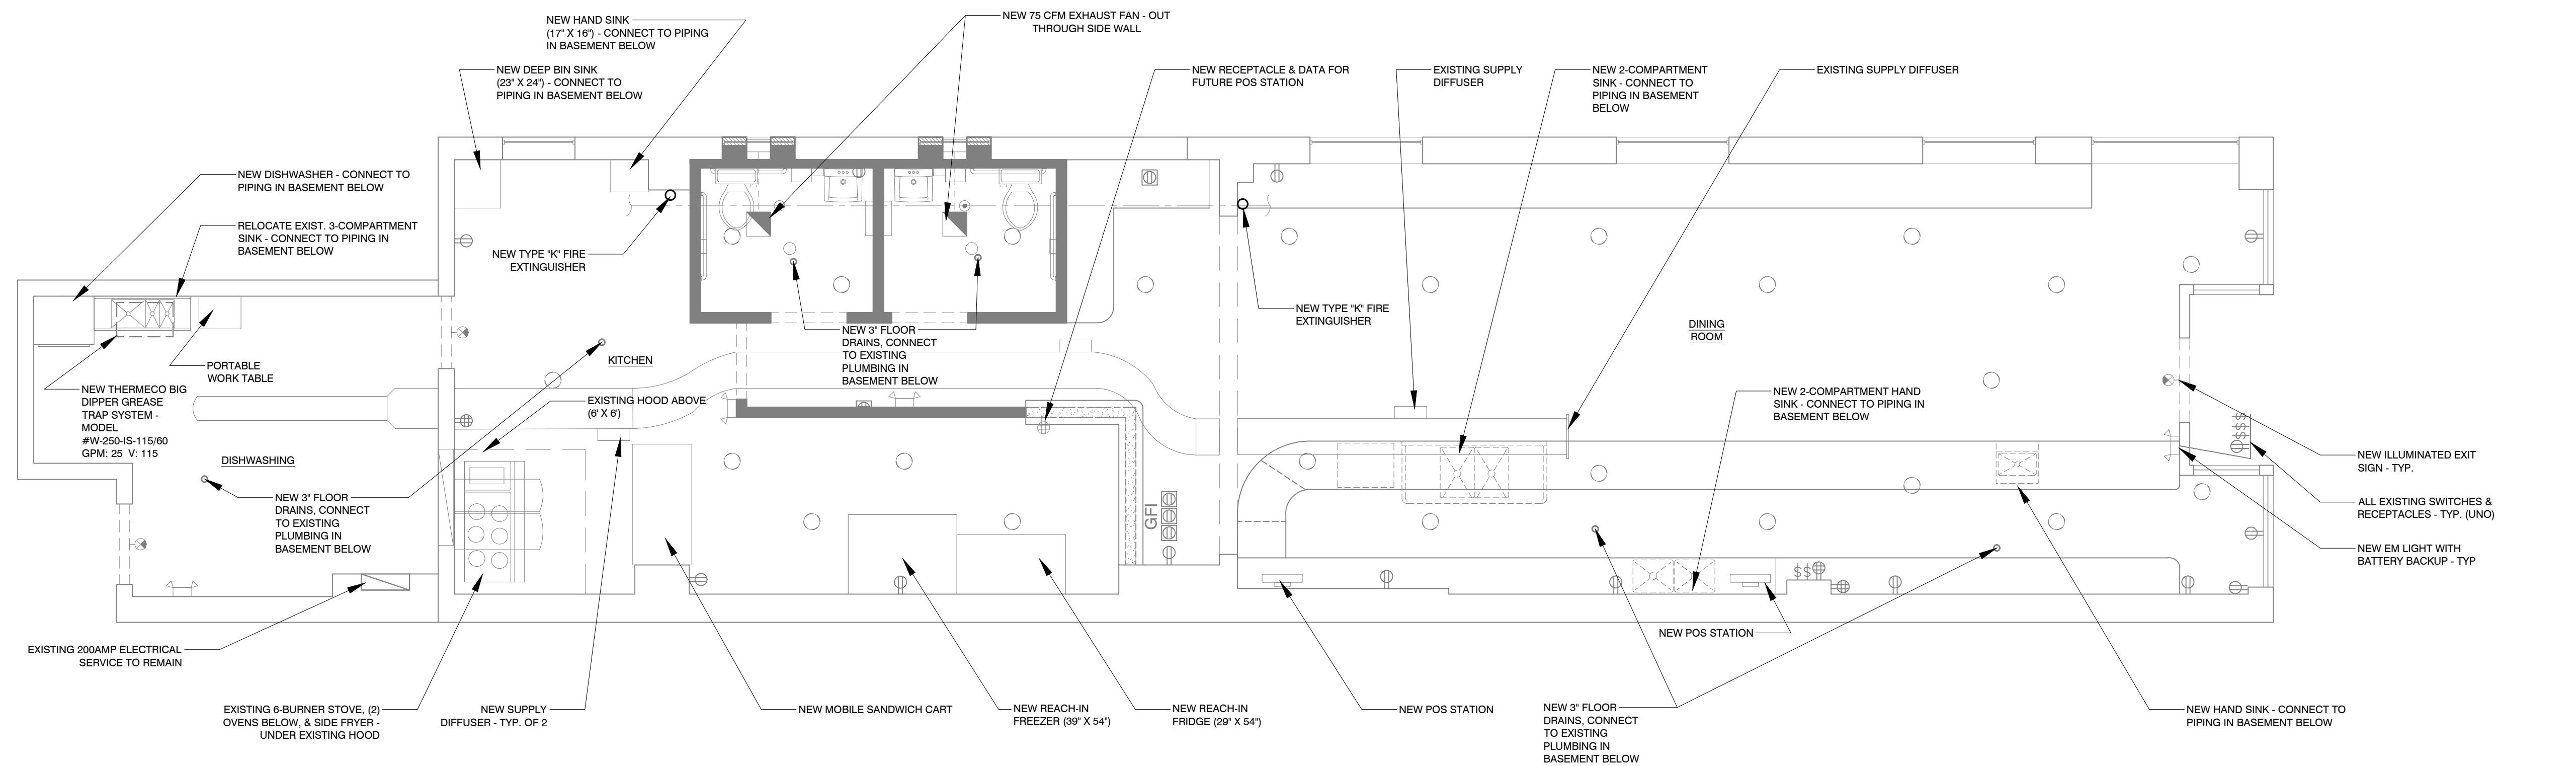 NEW HAND SINK
(17" X 16") - CONNECT TO PIPING
IN BASEMENT BELOW
NEW 75 CFM EXHAUST FAN - OUT
THROUGH SIDE WALL
NEW DEEP BIN SINK
(23" X 24") - CONNECT TO
PIPING IN BASEMENT BELOW
NEW RECEPTACLE & DATA FOR
FUTURE POS STATION
EXISTING SUPPLY
DIFFUSER
NEW 2-COMPARTMENT
SINK - CONNECT TO
PIPING IN BASEMENT
BELOW
EXISTING SUPPLY DIFFUSER
NEW DISHWASHER - CONNECT TO
PIPING IN BASEMENT BELOW
RELOCATE EXIST. 3-COMPARTMENT
SINK - CONNECT TO PIPING IN
BASEMENT BELOW
NEW TYPE "K" FIRE
EXTINGUISHER
NEW TYPE "K" FIRE
EXTINGUISHER
DINING
ROOM
NEW 3" FLOOR
DRAINS, CONNECT
TO EXISTING
PLUMBING IN
BASEMENT BELOW
KITCHEN
PORTABLE
WORK TABLE
NEW THERMECO BIG
DIPPER GREASE
TRAP SYSTEM -
MODEL
#W-250-IS-115/60
GPM: 25 V: 115
EXISTING HOOD ABOVE
(6' X 6')
NEW 2-COMPARTMENT HAND
SINK - CONNECT TO PIPING IN
BASEMENT BELOW
DISHWASHING
$$$
NEW ILLUMINATED EXIT
SIGN - TYP.
NEW 3" FLOOR
DRAINS, CONNECT
TO EXISTING
PLUMBING IN
BASEMENT BELOW
GFI
ALL EXISTING SWITCHES &
RECEPTACLES - TYP. (UNO)
NEW EM LIGHT WITH
BATTERY BACKUP - TYP
$$
NEW POS STATION
EXISTING 200AMP ELECTRICAL
SERVICE TO REMAIN
EXISTING 6-BURNER STOVE, (2)
OVENS BELOW, & SIDE FRYER -
UNDER EXISTING HOOD
NEW SUPPLY
DIFFUSER - TYP. OF 2
NEW MOBILE SANDWICH CART
NEW REACH-IN
FREEZER (39" X 54")
NEW REACH-IN
FRIDGE (29" X 54")
NEW POS STATION
NEW 3" FLOOR
DRAINS, CONNECT
TO EXISTING
PLUMBING IN
BASEMENT BELOW
NEW HAND SINK - CONNECT TO
PIPING IN BASEMENT BELOW